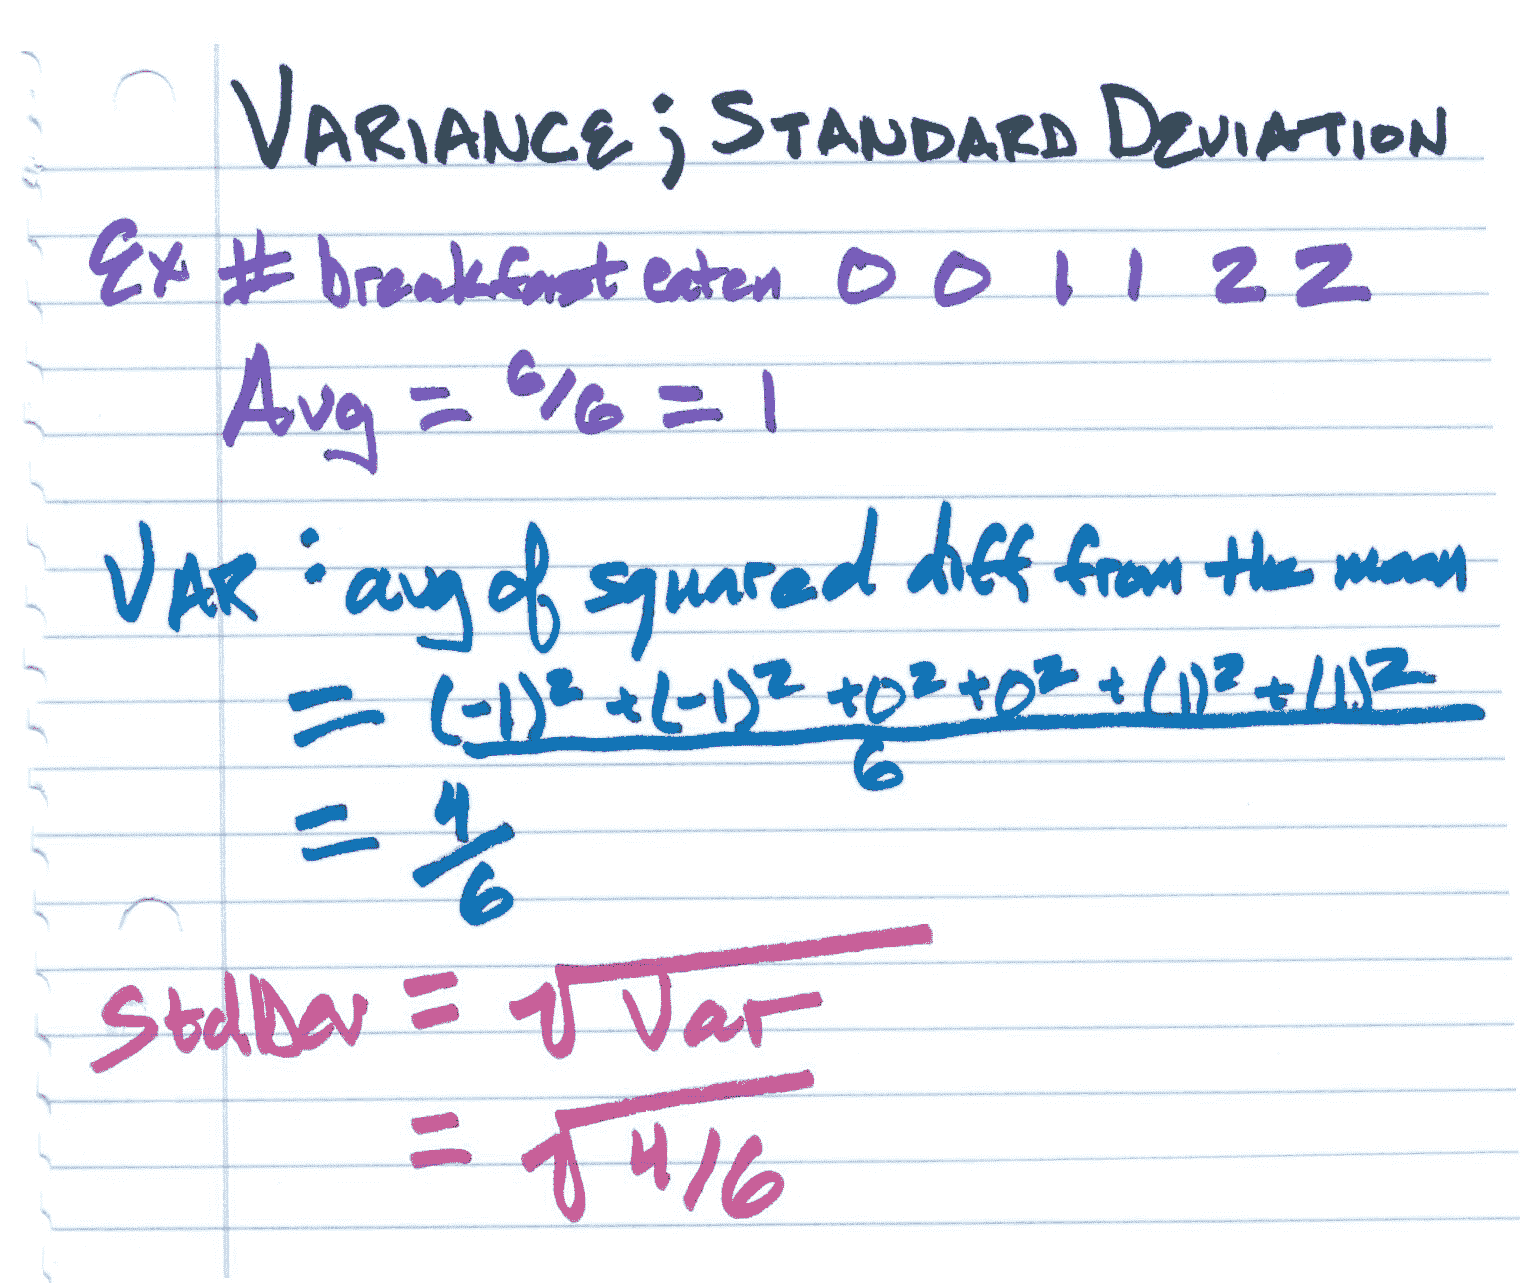 VARIANCE; STANDARD DEVIATION
Ex # breakfast eaten 0 0 1 1 2 2
Avg = 6/6 = 1
VAR: avg of squared diff from the mean
= (-1)² + (-1)² + 0² + 0² + (1)² + (1)²
6
= 4/6
StdDev = √Var
= √4/6